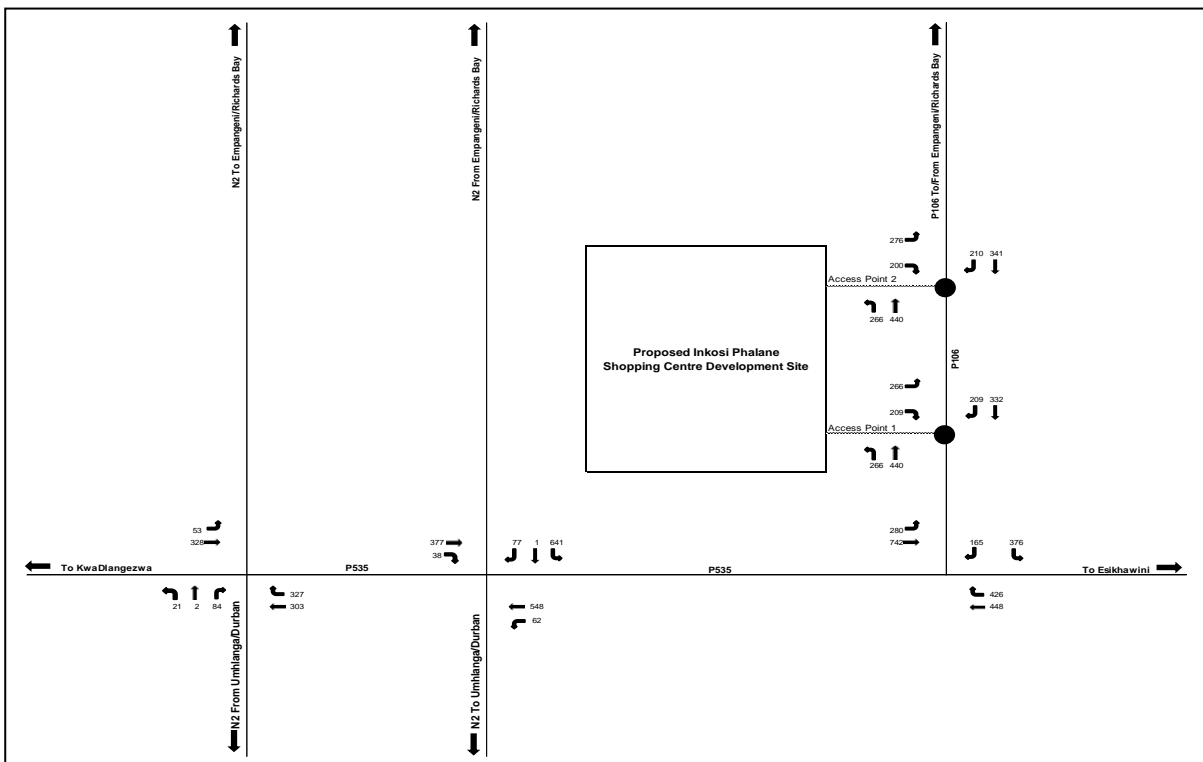 N2 To Empangeni/Richards Bay
N2 From Empangeni/Richards Bay
P106 To/From Empangeni/Richards Bay
276
210 341
200
Access Point 2
266 440
Proposed Inkosi Phalane
Shopping Centre Development Site
P106
266
209 332
209
Access Point 1
266 440
53
328
377
38
77 1 641
280
742
165 376
To KwaDlangezwa
P535
P535
To Esikhawini
21 2 84
327
303
548
62
426
448
N2 From Umhlanga/Durban
N2 To Umhlanga/Durban